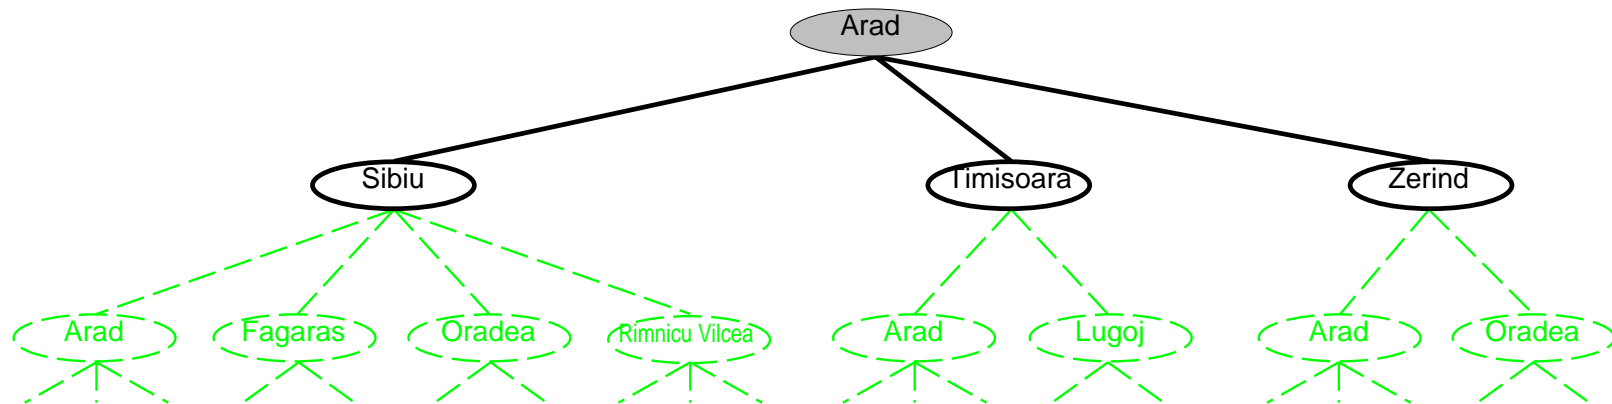 Arad
Sibiu
Timisoara
Zerind
Arad
Fagaras
Oradea
Rimnicu Vilcea
Arad
Lugoj
Arad
Oradea